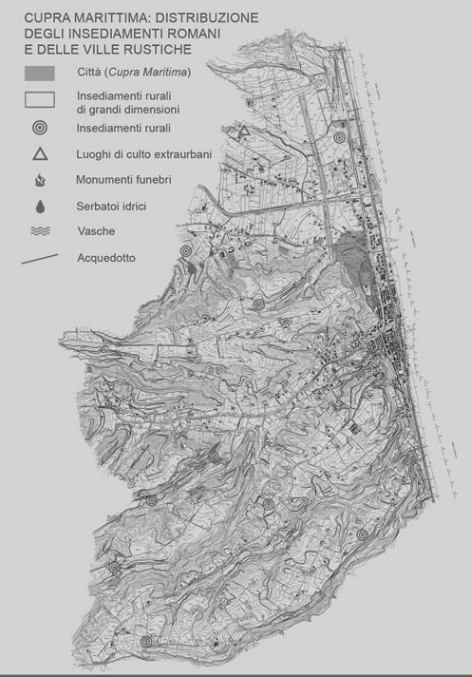 CUPRA MARITTIMA: DISTRIBUZIONE
DEGLI INSEDIAMENTI ROMANI
E DELLE VILLE RUSTICHE
Città (Cupra Maritima)
Insediamenti rurali
di grandi dimensioni
Insediamenti rurali
Luoghi di culto extraurbani
Monumenti funebri
Serbatoi idrici
Vasche
Acquedotto